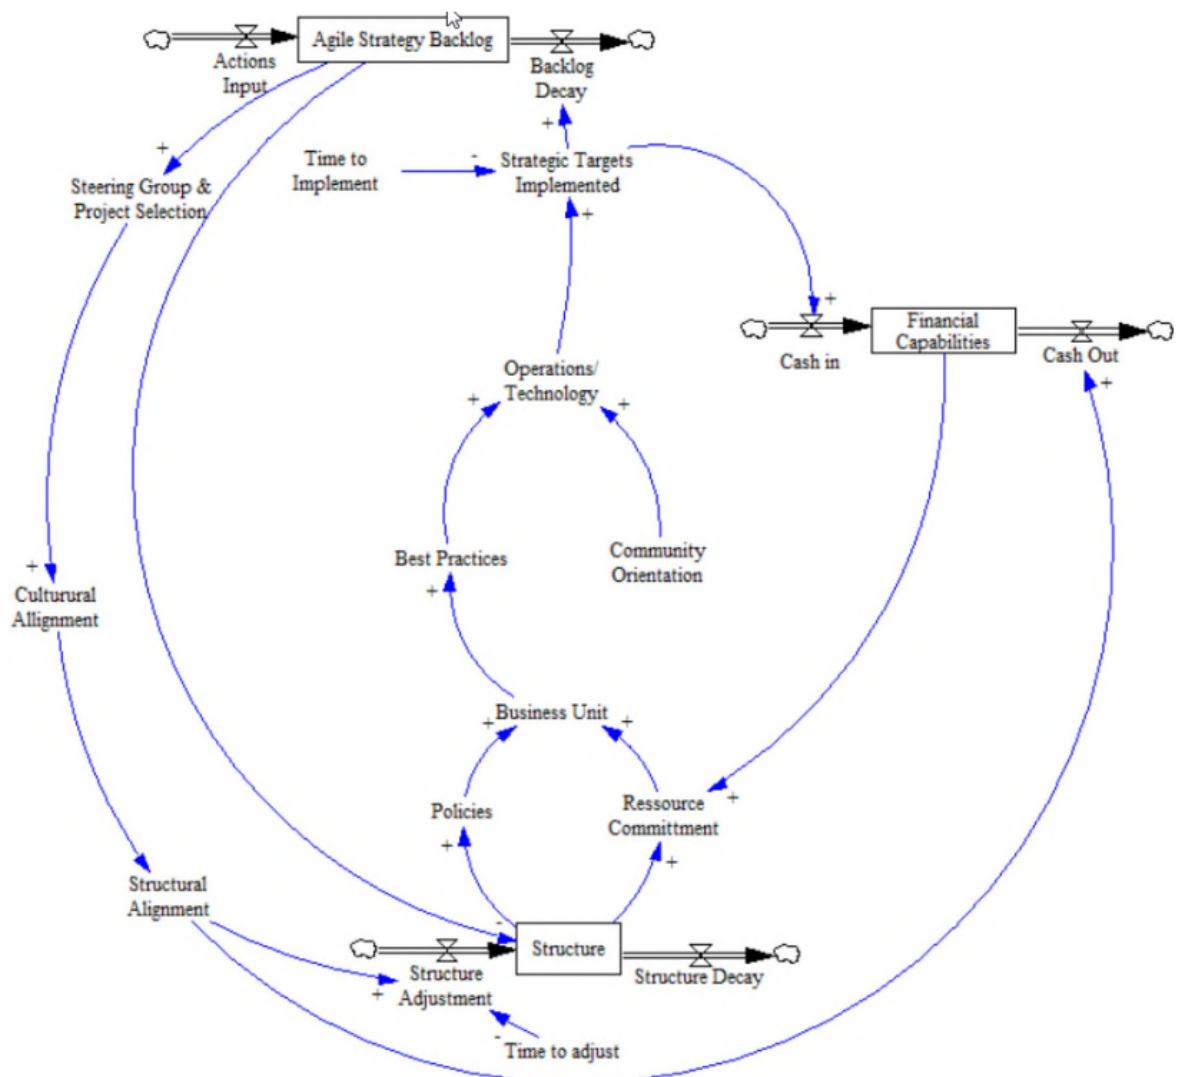 Agile Strategy Backlog
Actions
Input
Backlog
Decay
+
+
Time to
Implement
-
Strategic Targets
Implemented
Steering Group &
Project Selection
+
+
Financial
Capabilities
Cash in
Cash Out
Operations/
Technology
+
+
+
Best Practices
Community
Orientation
+
Culturural
Allignment
+
Business Unit
+
+
Policies
Ressource
Committment
+
+
+
Structural
Alignment
-
Structure
Structure
Adjustment
Structure Decay
+
-
Time to adjust